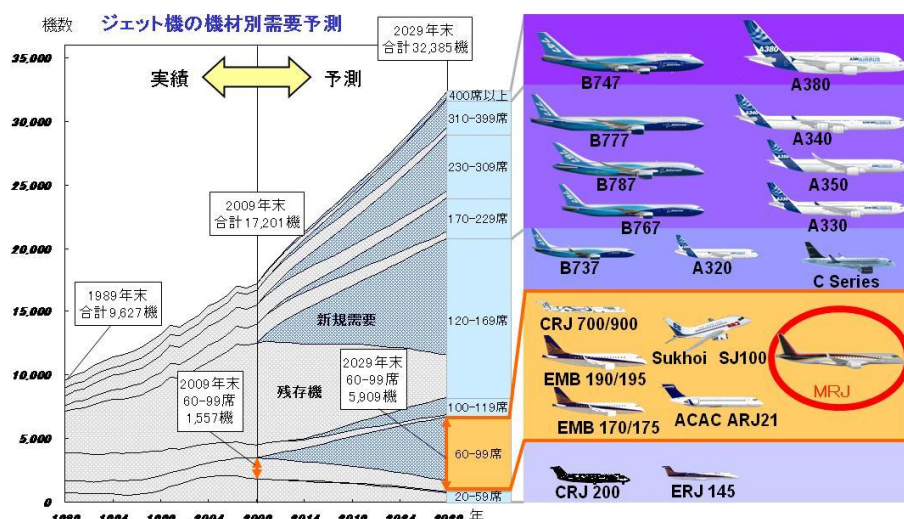 ジェット機の機材別需要予測
機数
2029年末
合計32,385機
35,000
実績
予測
30,000
25,000
20,000
15,000
10,000
5,000
0
2009年末
合計17,201機
1989年末
合計9,627機
新規需要
残存機
2009年末
60-99席
1,557機
2029年末
60-99席
5,909機
400席以上
310-399席
230-309席
170-229席
120-169席
100-119席
60-99席
20-59席
年
B747
A380
B777
A340
B787
A350
B767
A330
B737
A320
C Series
CRJ 700/900
Sukhoi SJ100
EMB 190/195
MRJ
EMB 170/175
ACAC ARJ21
CRJ 200
ERJ 145